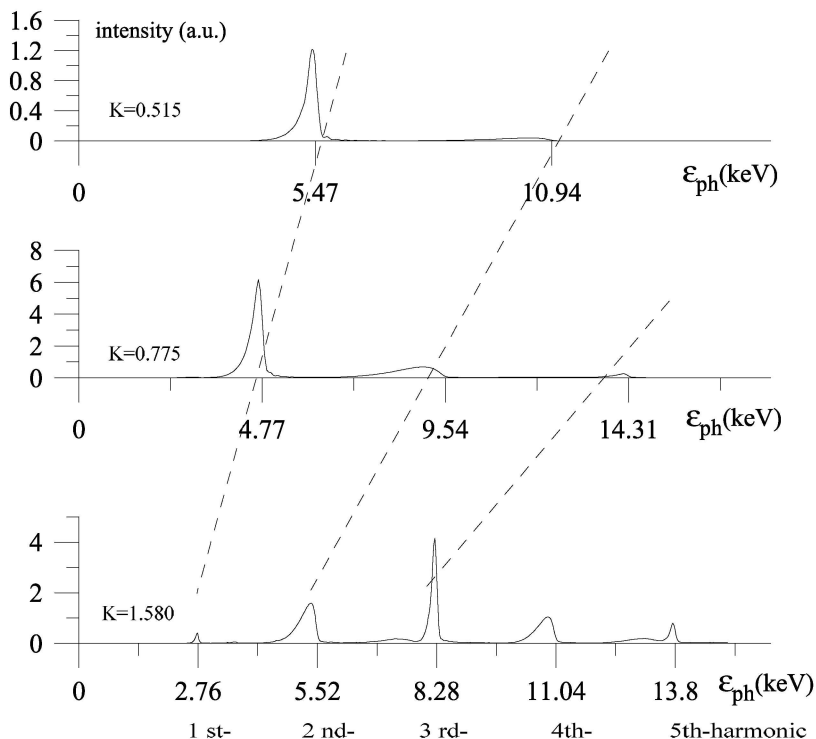 1.6
intensity (a.u.)
1.2
0.8
K=0.515
0.4
0
0 5.47 10.94 εph(keV)
8
6
4
2
K=0.775
0
0 4.77 9.54 14.31 εph(keV)
4
2
K=1.580
0
0 2.76 5.52 8.28 11.04 13.8 εph(keV)
1 st- 2 nd- 3 rd- 4th- 5th-harmonic